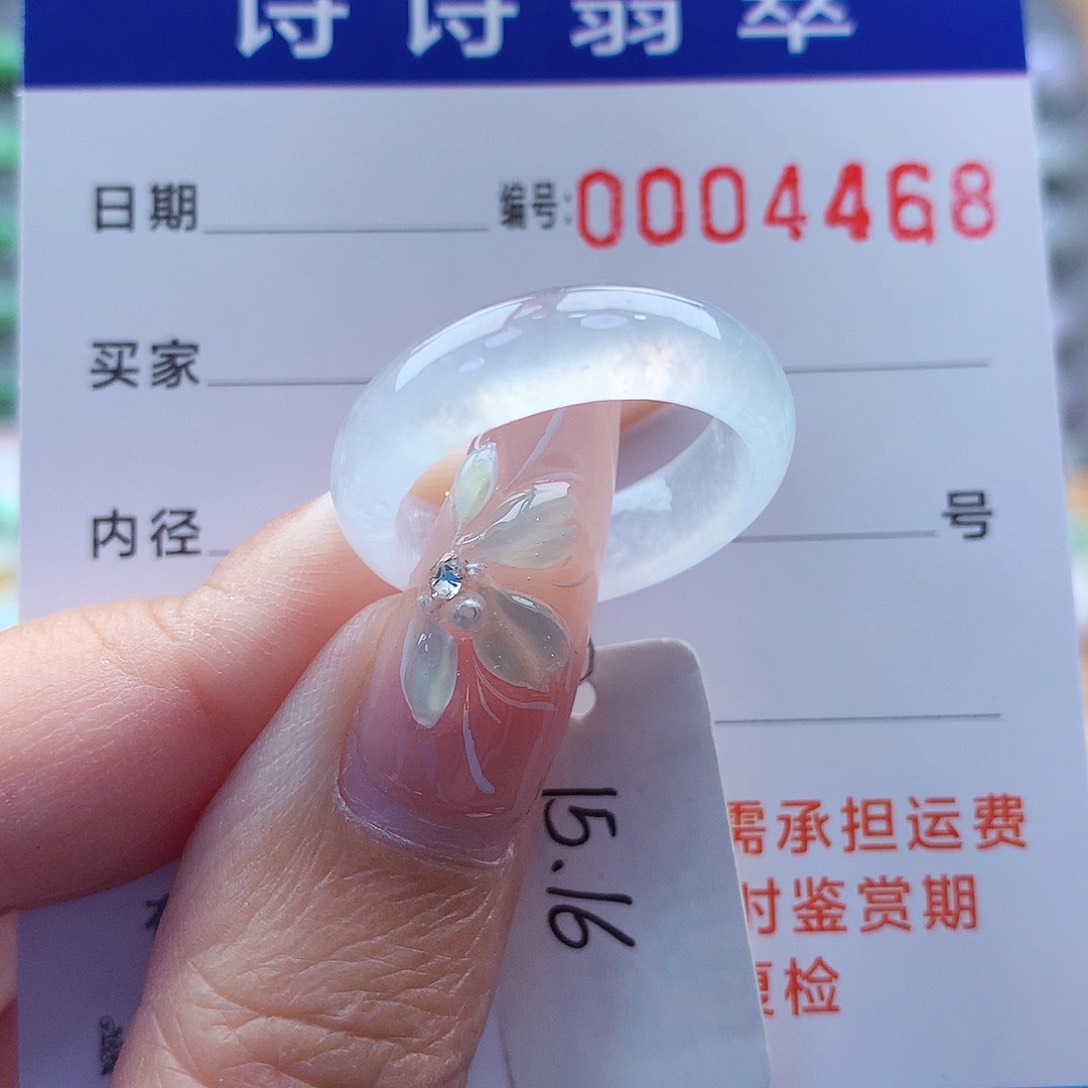 诗诗翡翠
日期 编号:0004468
买家
内径 号
15.16
需承担运费
时鉴赏期
复检